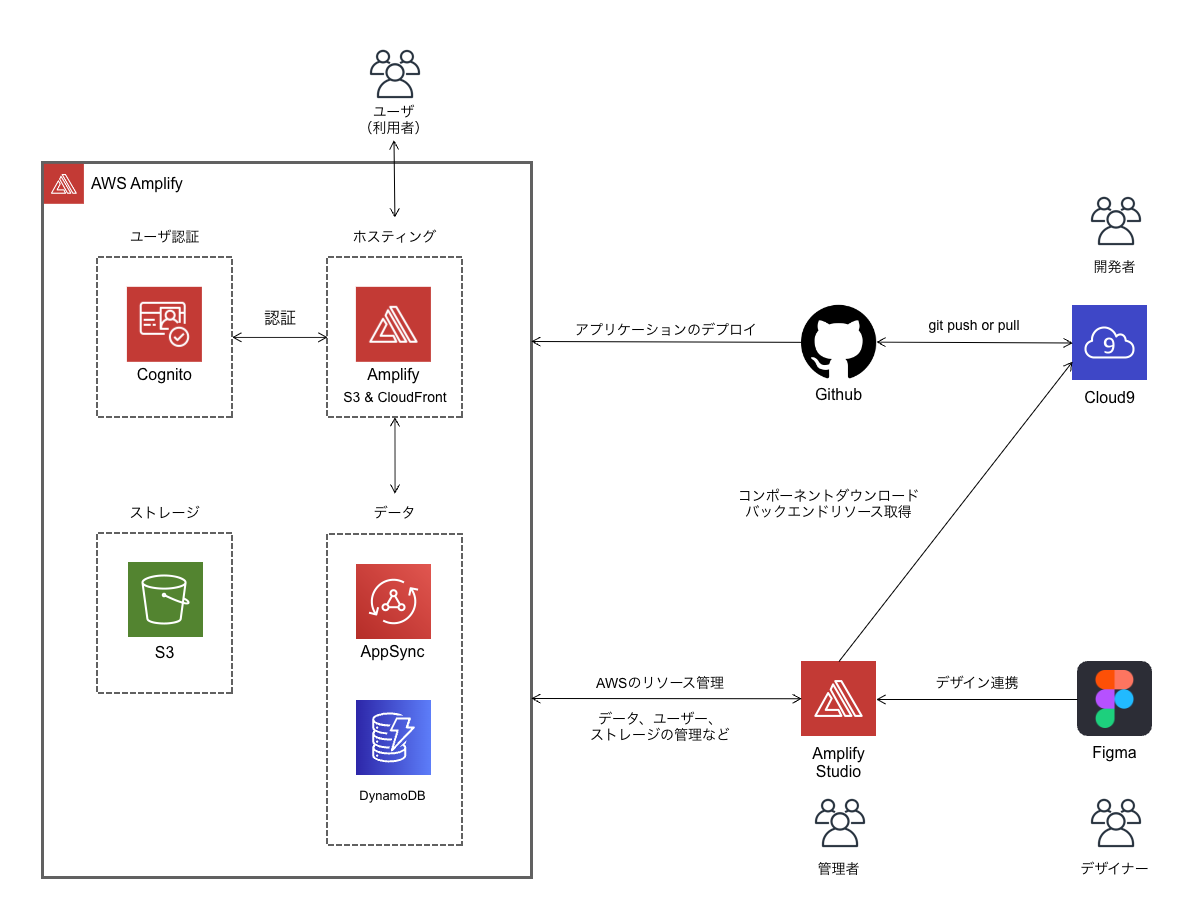 ユーザ
（利用者）
AWS Amplify
ユーザ認証
ホスティング
開発者
認証
Cognito
Amplify
S3 & CloudFront
アプリケーションのデプロイ
git push or pull
9
Github
Cloud9
コンポーネントダウンロード
バックエンドリソース取得
ストレージ
データ
S3
AppSync
DynamoDB
AWSのリソース管理
データ、ユーザー、
ストレージの管理など
デザイン連携
Amplify
Studio
Figma
管理者
デザイナー